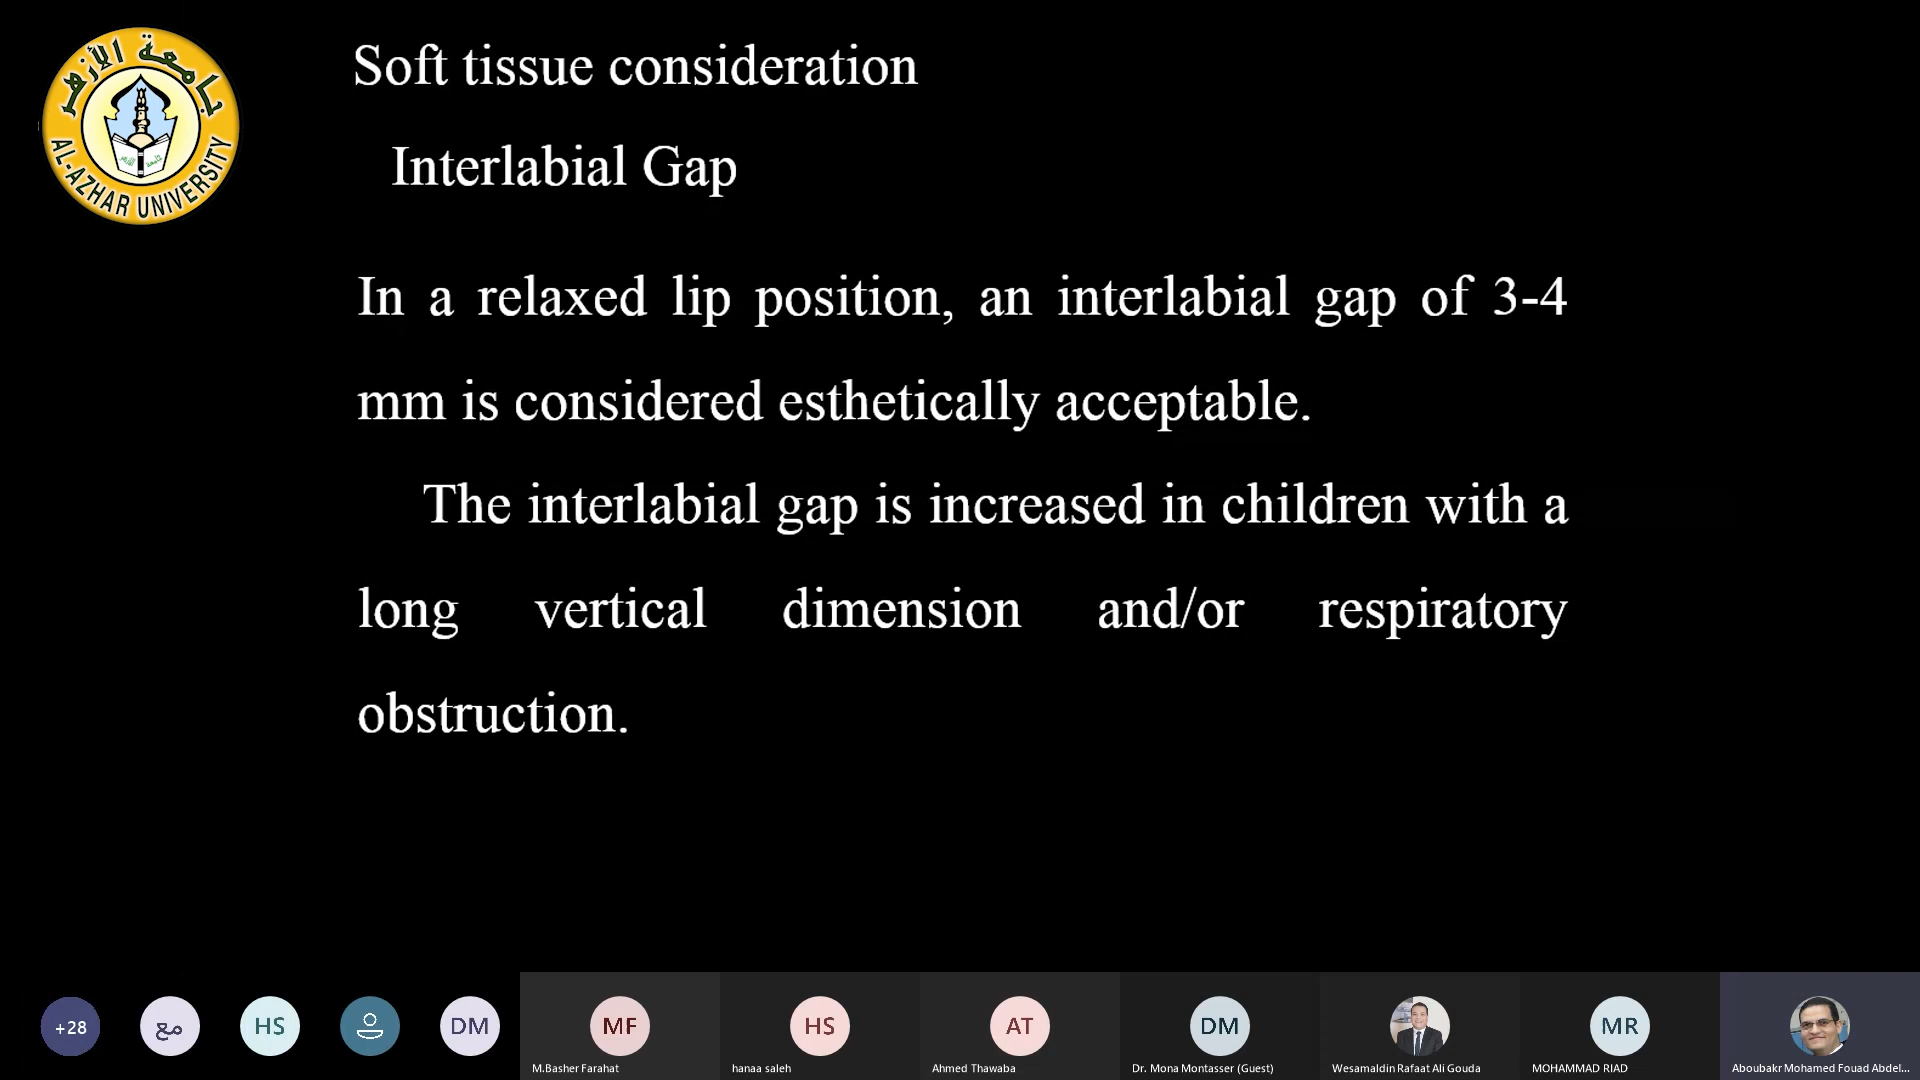 جامعة الأزهر
AL-AZHAR UNIVERSITY
Soft tissue consideration
Interlabial Gap
In a relaxed lip position, an interlabial gap of 3-4
mm is considered esthetically acceptable.
The interlabial gap is increased in children with a
long vertical dimension and/or respiratory
obstruction.
+28
مع
HS
DM
MF
HS
AT
DM
MR
M.Basher Farahat
hanaa saleh
Ahmed Thawaba
Dr. Mona Montasser (Guest)
Wesamaldin Rafaat Ali Gouda
MOHAMMAD RIAD
Aboubakr Mohamed Fouad Abdel...